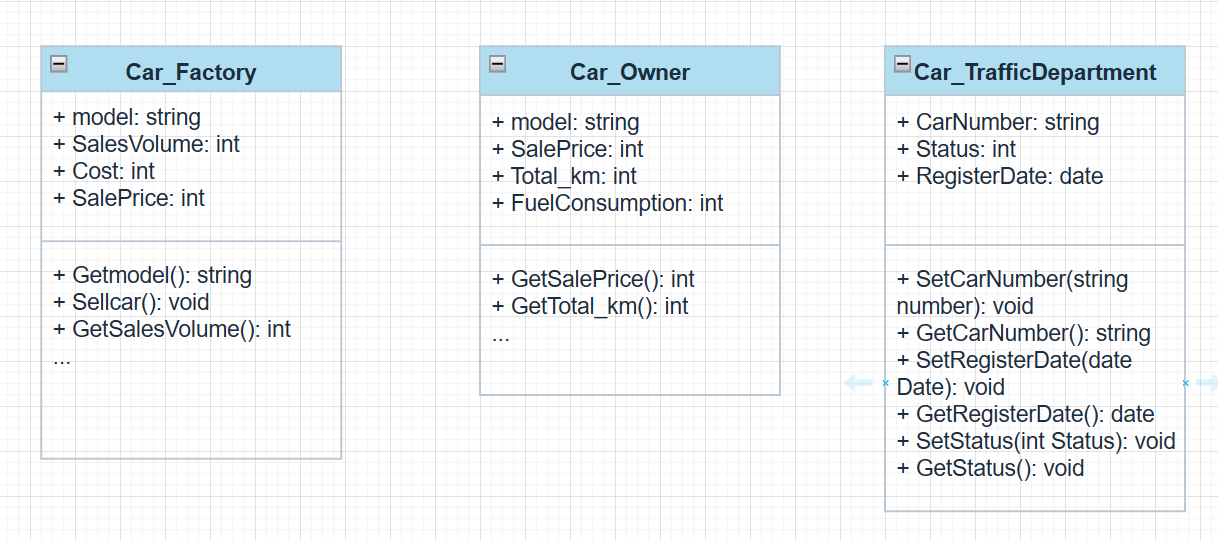 Car_Factory
+ model: string
+ SalesVolume: int
+ Cost: int
+ SalePrice: int
+ Getmodel(): string
+ Sellcar(): void
+ GetSalesVolume(): int
...
Car_Owner
+ model: string
+ SalePrice: int
+ Total_km: int
+ FuelConsumption: int
+ GetSalePrice(): int
+ GetTotal_km(): int
...
Car_TrafficDepartment
+ CarNumber: string
+ Status: int
+ RegisterDate: date
+ SetCarNumber(string
number): void
+ GetCarNumber(): string
+ SetRegisterDate(date
Date): void
+ GetRegisterDate(): date
+ SetStatus(int Status): void
+ GetStatus(): void